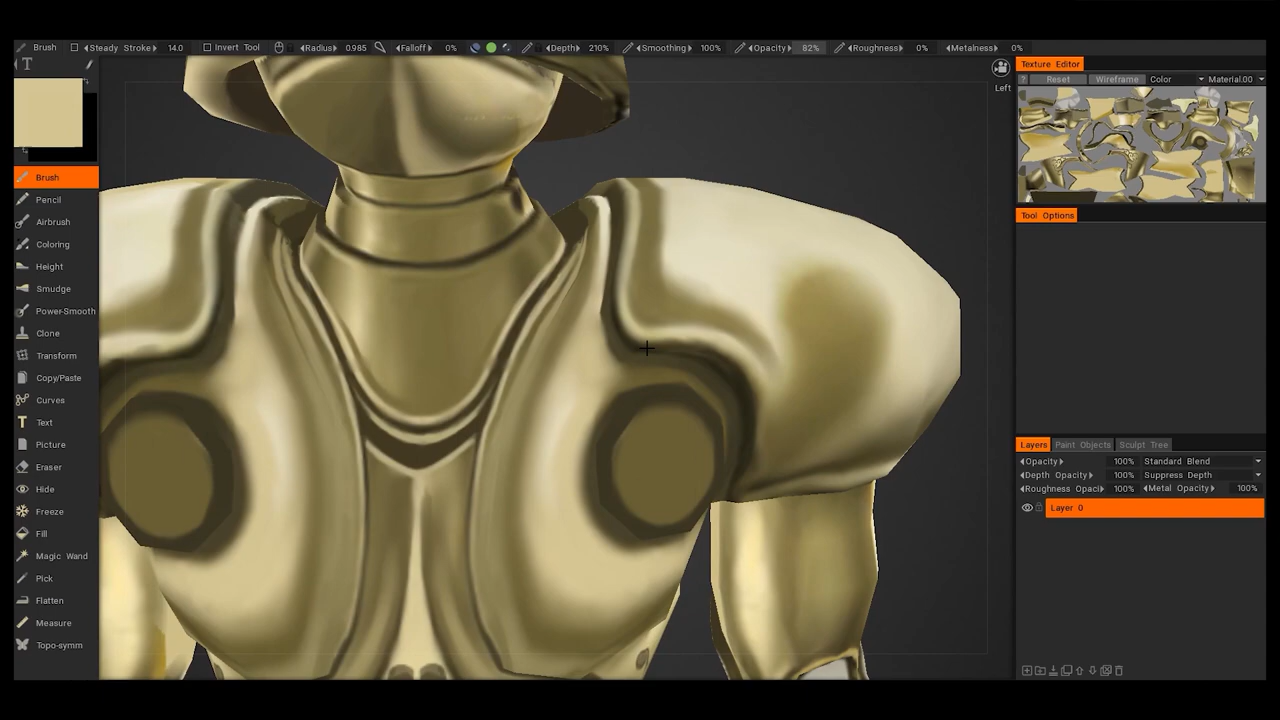 Brush Steady Stroke 14.0 Invert Tool Radius 0.985 Falloff 0% Depth 210% Smoothing 100% Opacity 82% Roughness 0% Metalness 0%
T
Left
Brush
Pencil
Airbrush
Coloring
Height
Smudge
Power-Smooth
Clone
Transform
Copy/Paste
Curves
T Text
Picture
Eraser
Hide
Freeze
Fill
Magic Wand
Pick
Flatten
Measure
Topo-symm
Texture Editor
? Reset Wireframe Color Material.00
Tool Options
Layers Paint Objects Sculpt Tree
Opacity 100% Standard Blend
Depth Opacity 100% Suppress Depth
Roughness Opaci 100% Metal Opacity 100%
Layer 0